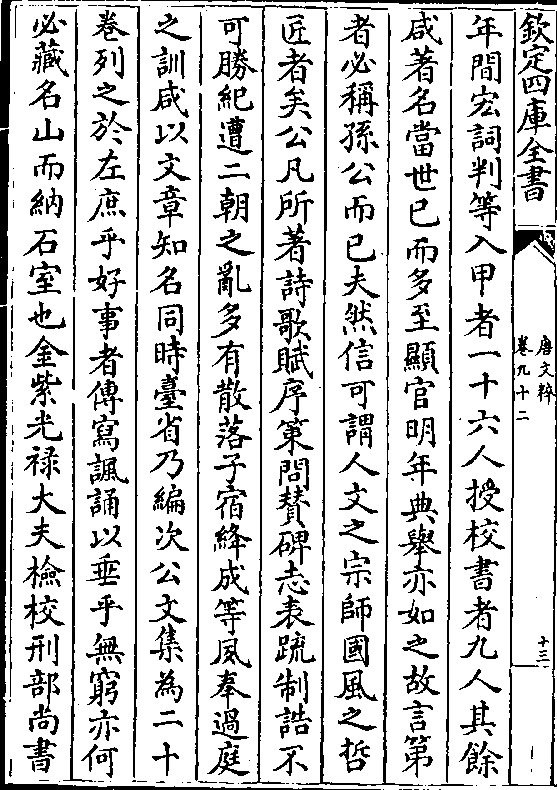 欽定四庫全書
唐文粹
卷九十二
十三
年間宏詞判等入甲者一十六人授校書者九人其餘
咸著名當世已而多至顯官明年典舉亦如之故言第
者必稱孫公而已夫然信可謂人文之宗師國風之哲
匠者矣公凡所著詩歌賦序策問贊碑志表疏制誥不
可勝紀遭二朝之亂多有散落子宿絳成等夙奉過庭
之訓咸以文章知名同時臺省乃編次公文集為二十
卷列之於左庶乎好事者傳寫諷誦以垂乎無窮亦何
必藏名山而納石室也金紫光禄大夫檢校刑部尚書